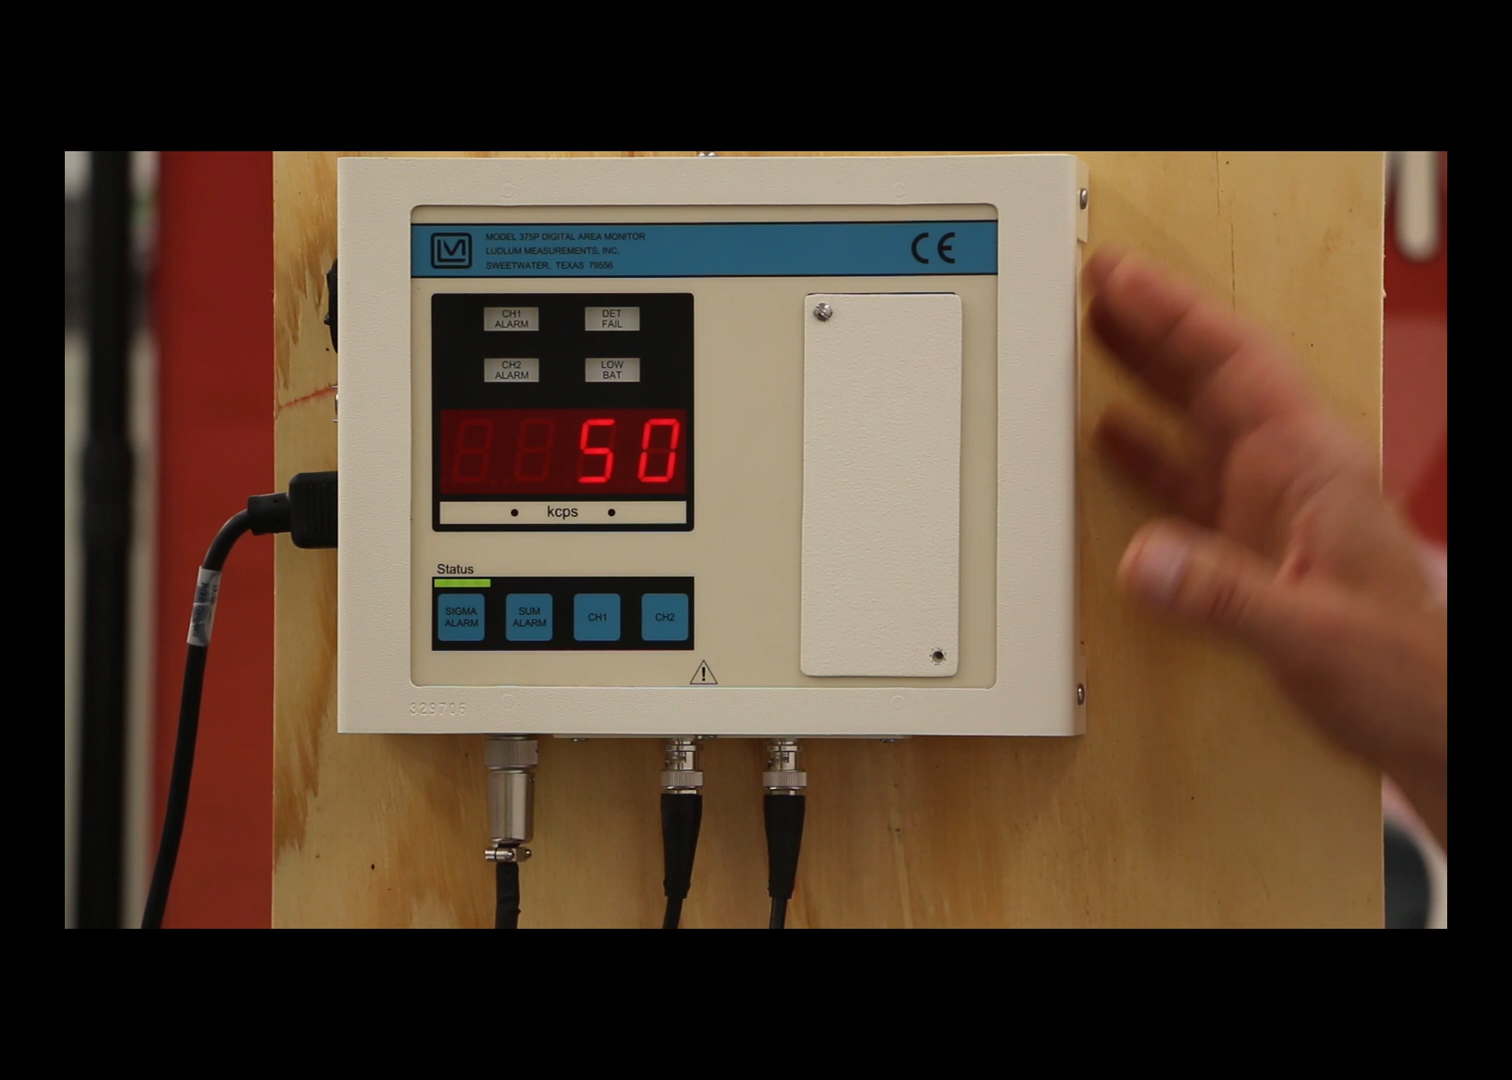 MODEL 375P DIGITAL AREA MONITOR
LUDLUM MEASUREMENTS, INC.
SWEETWATER, TEXAS 79556
CE
CH1
ALARM
DET
FAIL
CH2
ALARM
LOW
BAT
50
• kcps •
Status
SIGMA
ALARM
SUM
ALARM
CH1
CH2
329706